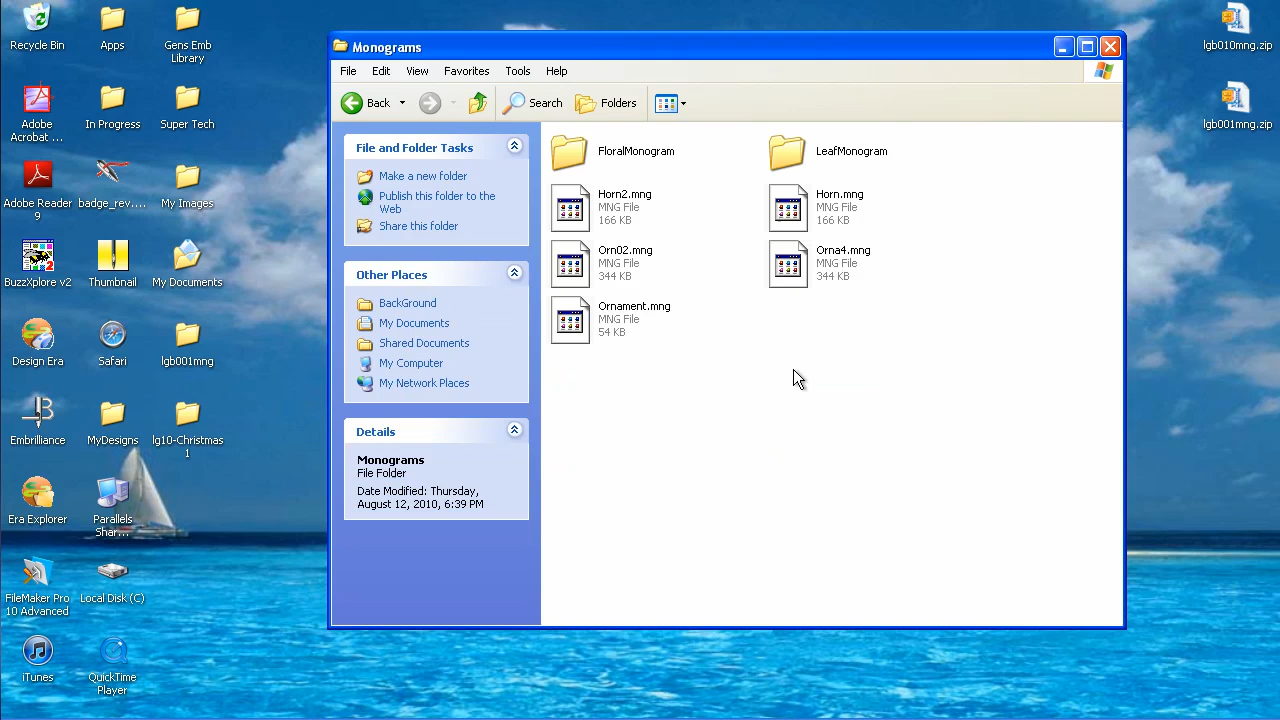 Recycle Bin
Apps
Gens Emb
Library
Adobe
Acrobat ...
In Progress
Super Tech
Adobe Reader
9
badge_rev....
My Images
BuzzXplore v2
Thumbnail
My Documents
Design Era
Safari
lgb001mng
Embrilliance
MyDesigns
lg10-Christmas
1
Era Explorer
Parallels
Shar...
FileMaker Pro
10 Advanced
Local Disk (C)
iTunes
QuickTime
Player
Monograms
File Edit View Favorites Tools Help
Back Search Folders
File and Folder Tasks
Make a new folder
Publish this folder to the
Web
Share this folder
Other Places
BackGround
My Documents
Shared Documents
My Computer
My Network Places
Details
Monograms
File Folder
Date Modified: Thursday,
August 12, 2010, 6:39 PM
FloralMonogram
LeafMonogram
Horn2.mng
MNG File
166 KB
Horn.mng
MNG File
166 KB
Orn02.mng
MNG File
344 KB
Orna4.mng
MNG File
344 KB
Ornament.mng
MNG File
54 KB
lgb010mng.zip
lgb001mng.zip